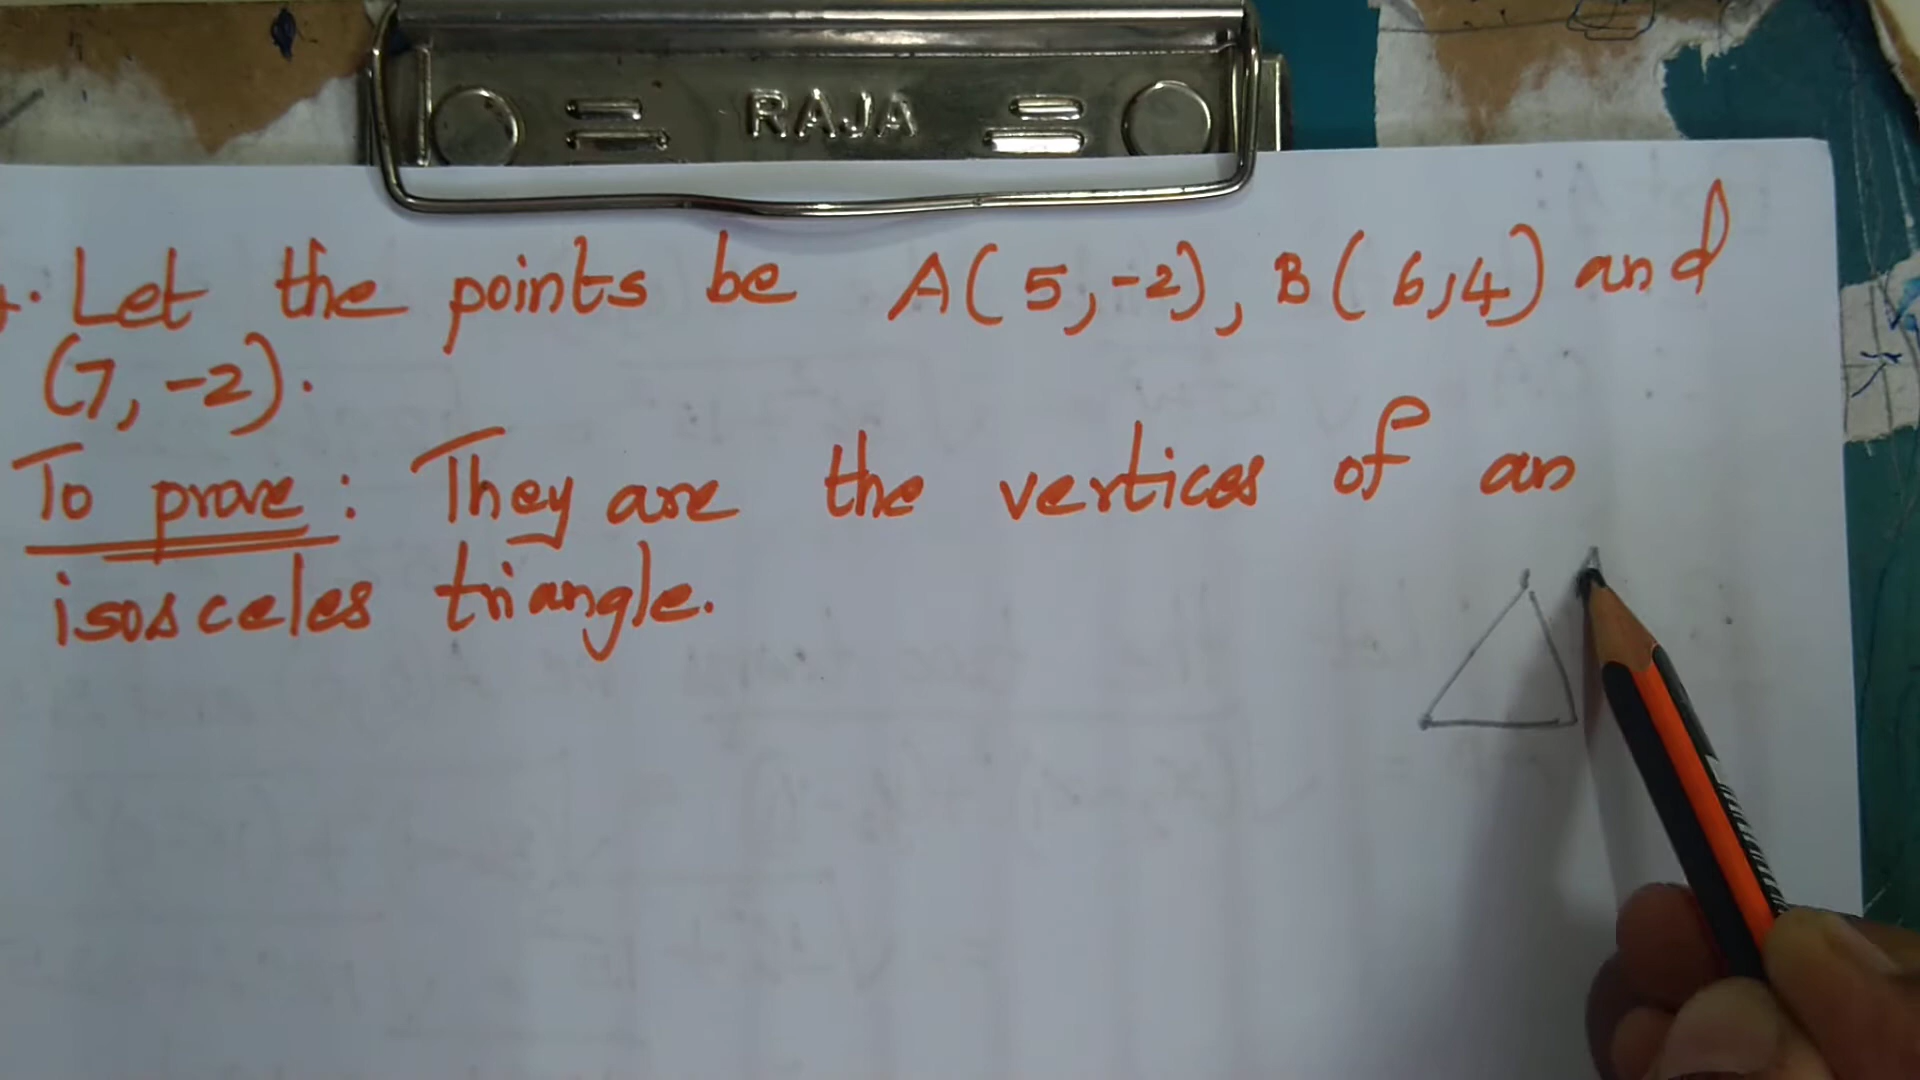 RAJA
Let the points be A(5,-2), B(6,4) and
(7,-2).
To prove: They are the vertices of an
isosceles triangle.